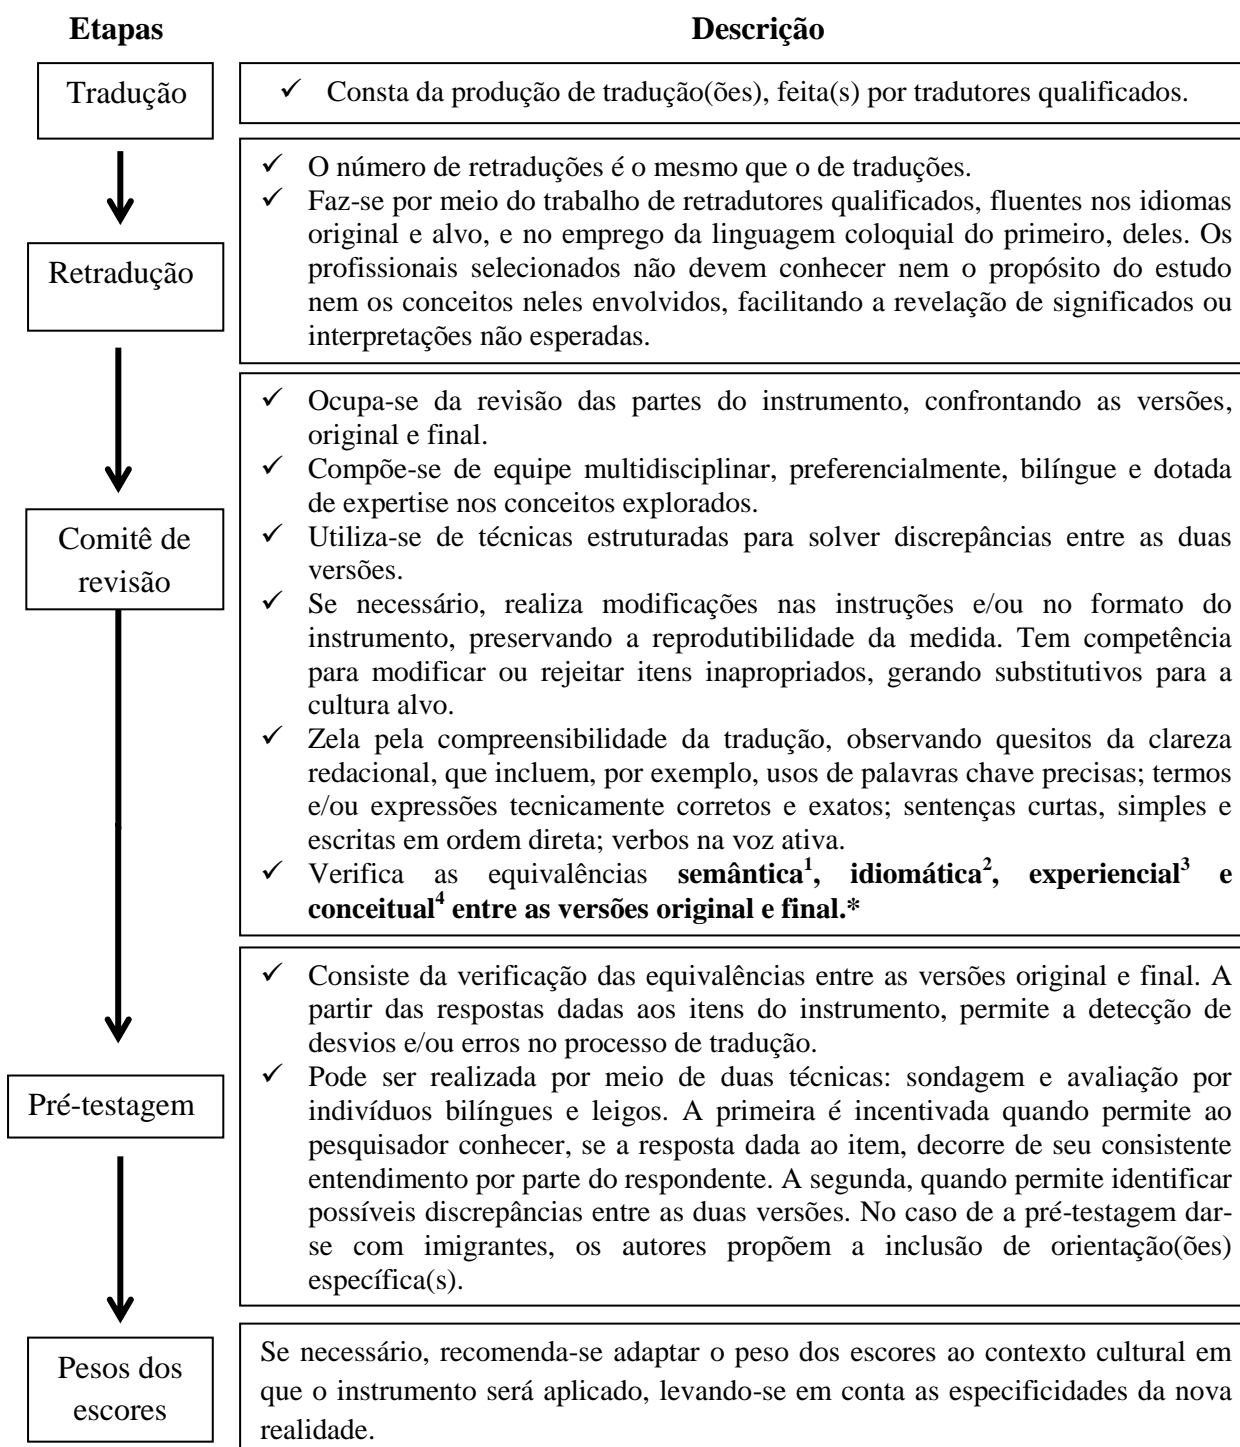 Etapas Descrição
Tradução
✓ Consta da produção de tradução(ões), feita(s) por tradutores qualificados.
✓ O número de retraduções é o mesmo que o de traduções.
✓ Faz-se por meio do trabalho de retradutores qualificados, fluentes nos idiomas
original e alvo, e no emprego da linguagem coloquial do primeiro, deles. Os
profissionais selecionados não devem conhecer nem o propósito do estudo
nem os conceitos neles envolvidos, facilitando a revelação de significados ou
interpretações não esperadas.
Retradução
✓ Ocupa-se da revisão das partes do instrumento, confrontando as versões,
original e final.
✓ Compõe-se de equipe multidisciplinar, preferencialmente, bilíngue e dotada
de expertise nos conceitos explorados.
✓ Utiliza-se de técnicas estruturadas para solver discrepâncias entre as duas
versões.
✓ Se necessário, realiza modificações nas instruções e/ou no formato do
instrumento, preservando a reprodutibilidade da medida. Tem competência
para modificar ou rejeitar itens inapropriados, gerando substitutivos para a
cultura alvo.
✓ Zela pela compreensibilidade da tradução, observando quesitos da clareza
redacional, que incluem, por exemplo, usos de palavras chave precisas; termos
e/ou expressões tecnicamente corretos e exatos; sentenças curtas, simples e
escritas em ordem direta; verbos na voz ativa.
✓ Verifica as equivalências semântica¹, idiomática², experiencial³ e
conceitual⁴ entre as versões original e final.*
Comitê de
revisão
✓ Consiste da verificação das equivalências entre as versões original e final. A
partir das respostas dadas aos itens do instrumento, permite a detecção de
desvios e/ou erros no processo de tradução.
✓ Pode ser realizada por meio de duas técnicas: sondagem e avaliação por
indivíduos bilíngues e leigos. A primeira é incentivada quando permite ao
pesquisador conhecer, se a resposta dada ao item, decorre de seu consistente
entendimento por parte do respondente. A segunda, quando permite identificar
possíveis discrepâncias entre as duas versões. No caso de a pré-testagem dar-
se com imigrantes, os autores propõem a inclusão de orientação(ões)
específica(s).
Pré-testagem
Se necessário, recomenda-se adaptar o peso dos escores ao contexto cultural em
que o instrumento será aplicado, levando-se em conta as especificidades da nova
realidade.
Pesos dos
escores